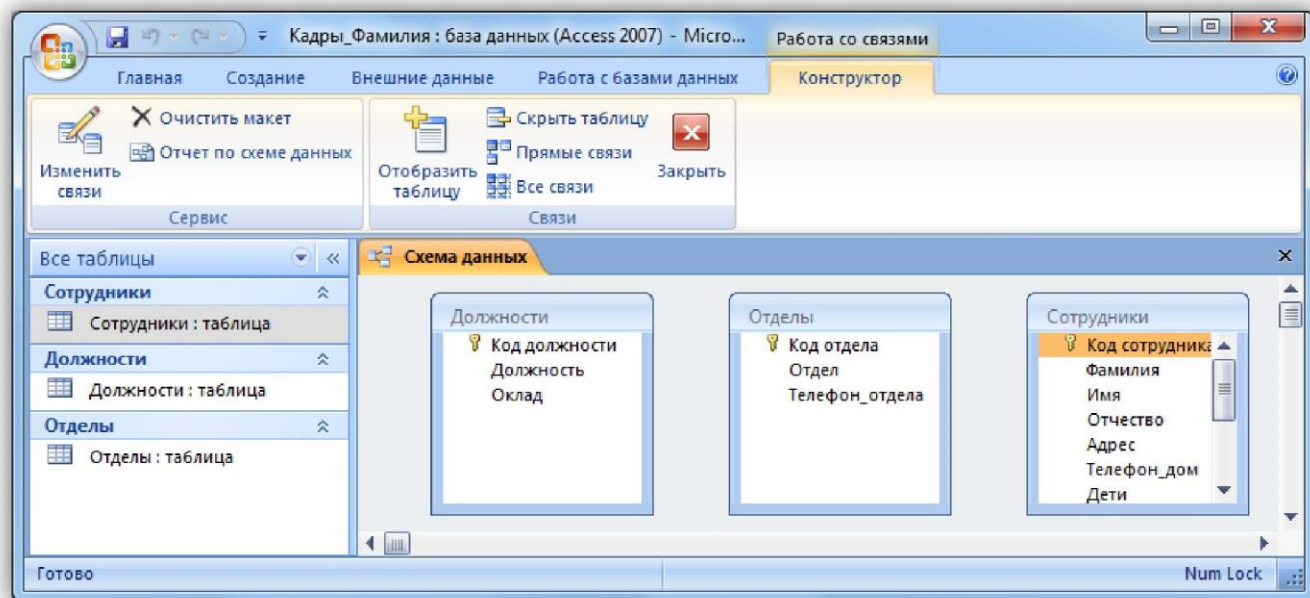 Кадры_Фамилия : база данных (Access 2007) - Micro...
Работа со связями
Главная Создание Внешние данные Работа с базами данных Конструктор
Изменить связи
Очистить макет
Отчет по схеме данных
Сервис
Отобразить таблицу
Скрыть таблицу
Прямые связи
Все связи
Закрыть
Связи
Все таблицы
Сотрудники
Сотрудники : таблица
Должности
Должности : таблица
Отделы
Отделы : таблица
Схема данных
Должности
Код должности
Должность
Оклад
Отделы
Код отдела
Отдел
Телефон_отдела
Сотрудники
Код сотрудника
Фамилия
Имя
Отчество
Адрес
Телефон_дом
Дети
Готово
Num Lock